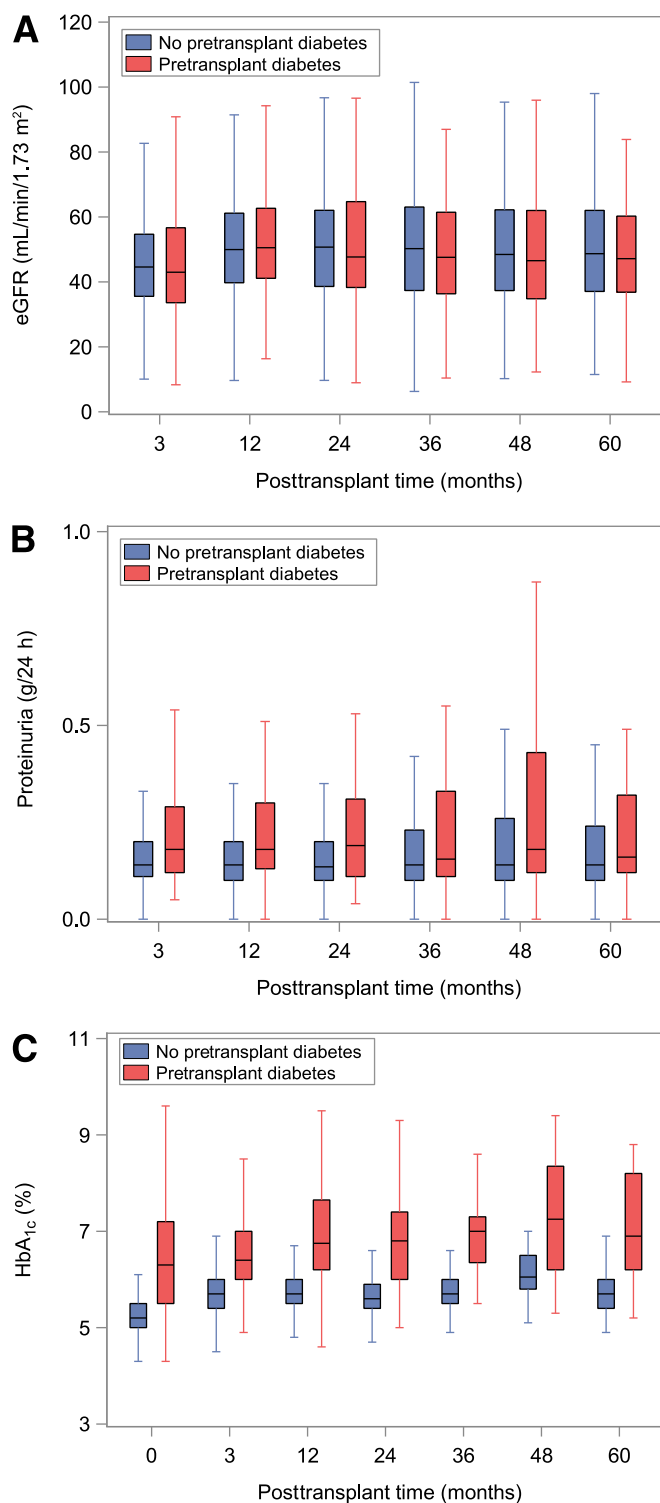 A
No pretransplant diabetes
Pretransplant diabetes
eGFR (mL/min/1.73 m²)
120
100
80
60
40
20
0
3 12 24 36 48 60
Posttransplant time (months)
B
No pretransplant diabetes
Pretransplant diabetes
Proteinuria (g/24 h)
1.0
0.5
0.0
3 12 24 36 48 60
Posttransplant time (months)
C
No pretransplant diabetes
Pretransplant diabetes
HbA₁c (%)
11
9
7
5
3
0 3 12 24 36 48 60
Posttransplant time (months)